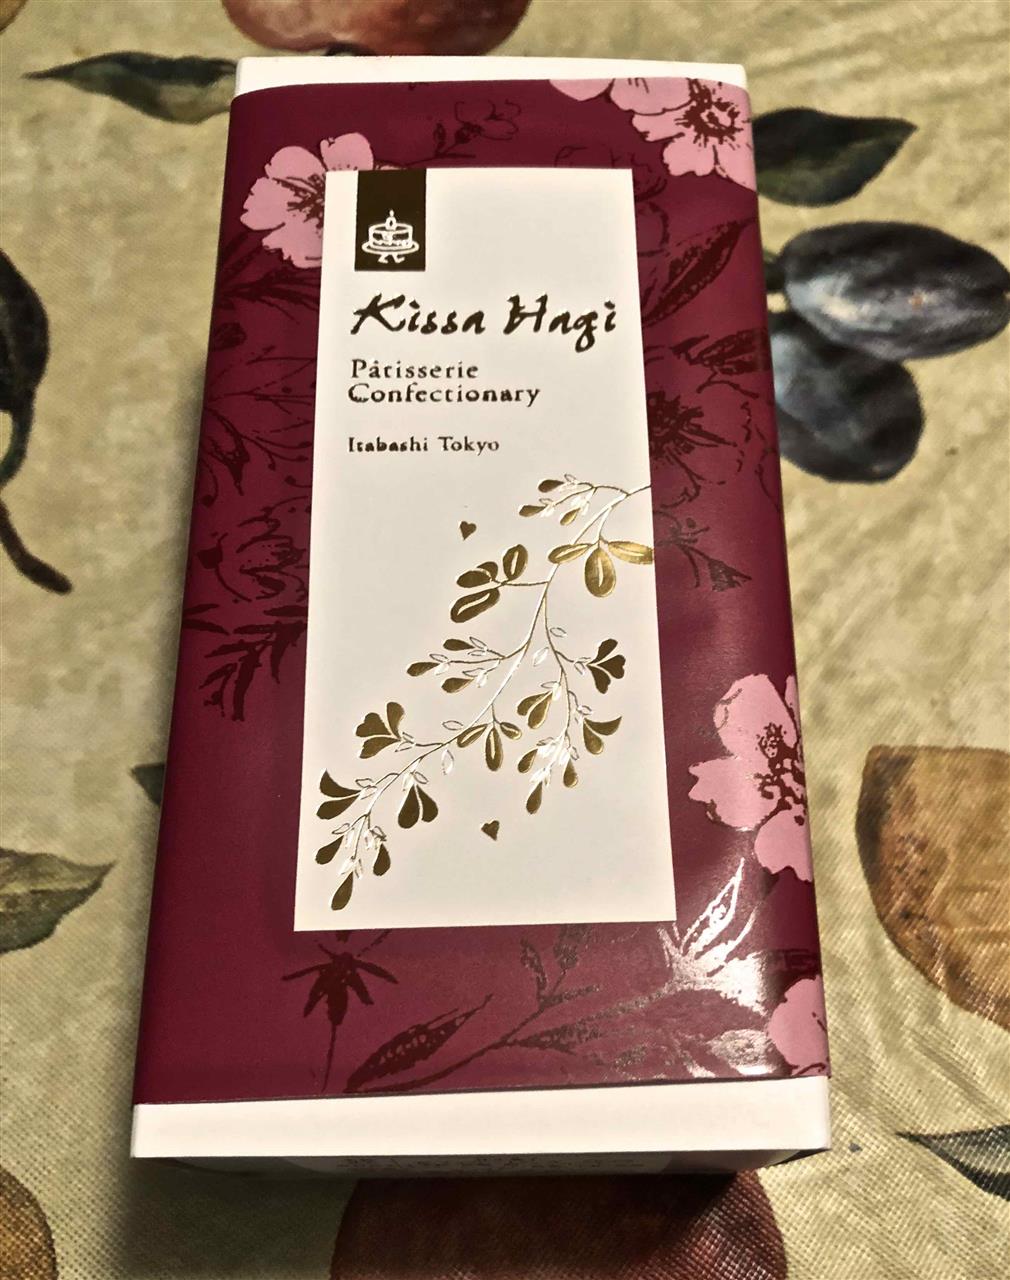 Kissa Hagi
Pâtisserie
Confectionary
Itabashi Tokyo